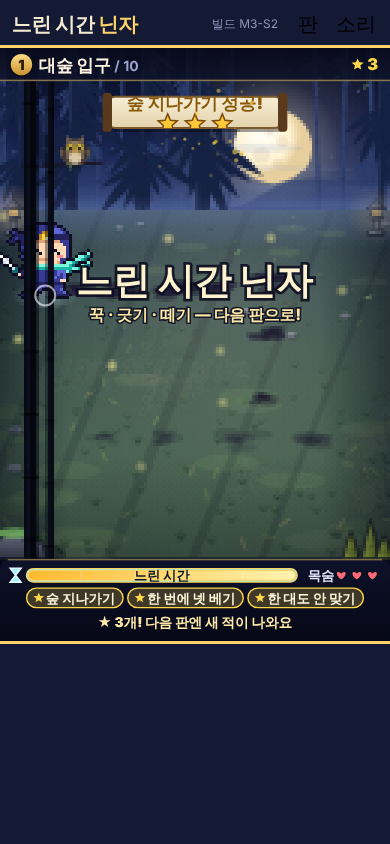 느린 시간 닌자 빌드 M3-S2 판 소리
1 대숲 입구 / 10 ★ 3
숲 지나가기 성공!
느린 시간 닌자
꾹 · 긋기 · 떼기 — 다음 판으로!
느린 시간 목숨
★숲 지나가기 ★한 번에 넷 베기 ★한 대도 안 맞기
★ 3개! 다음 판엔 새 적이 나와요